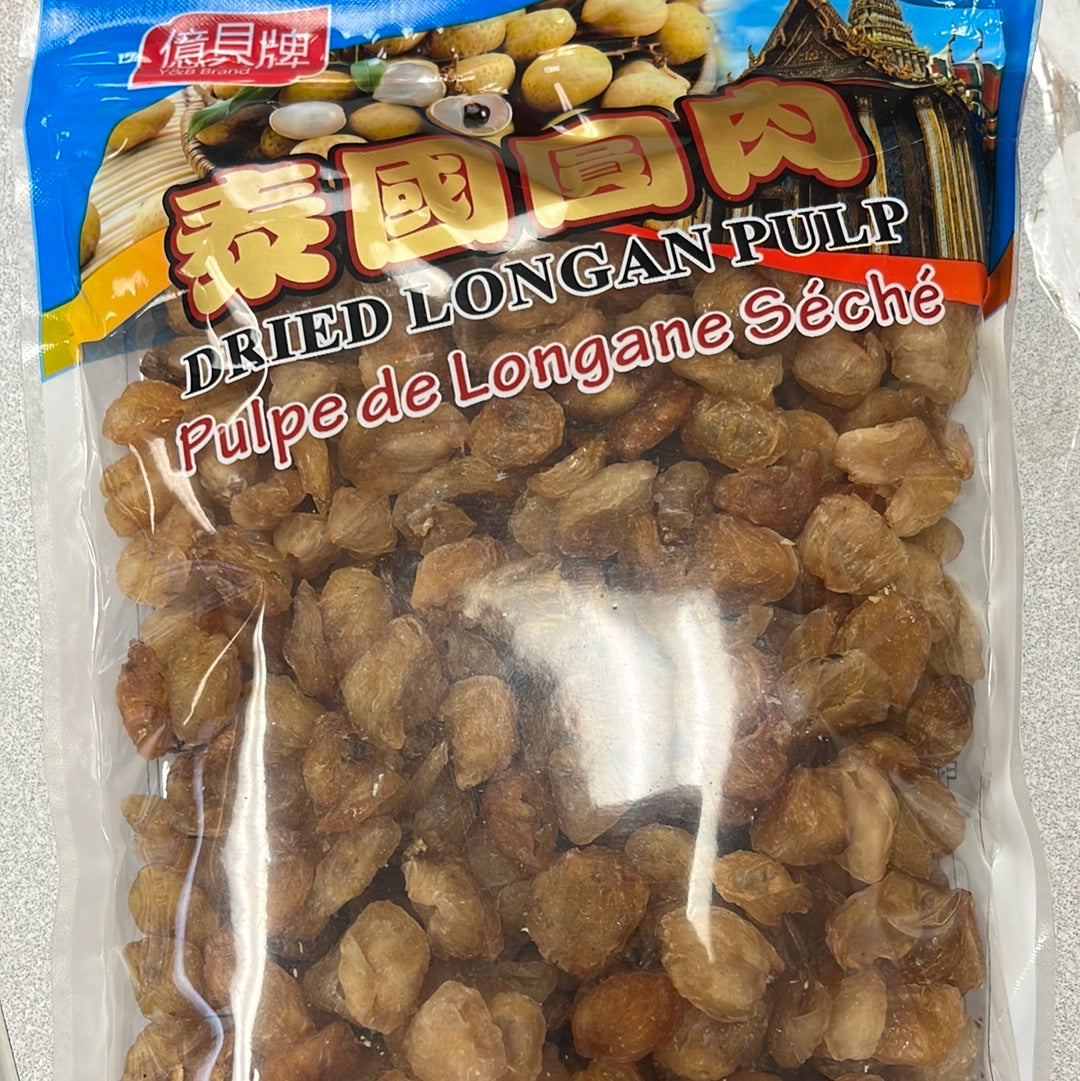 億貝牌
Y&B Brand
泰國圓肉
DRIED LONGAN PULP
Pulpe de Longane Séché